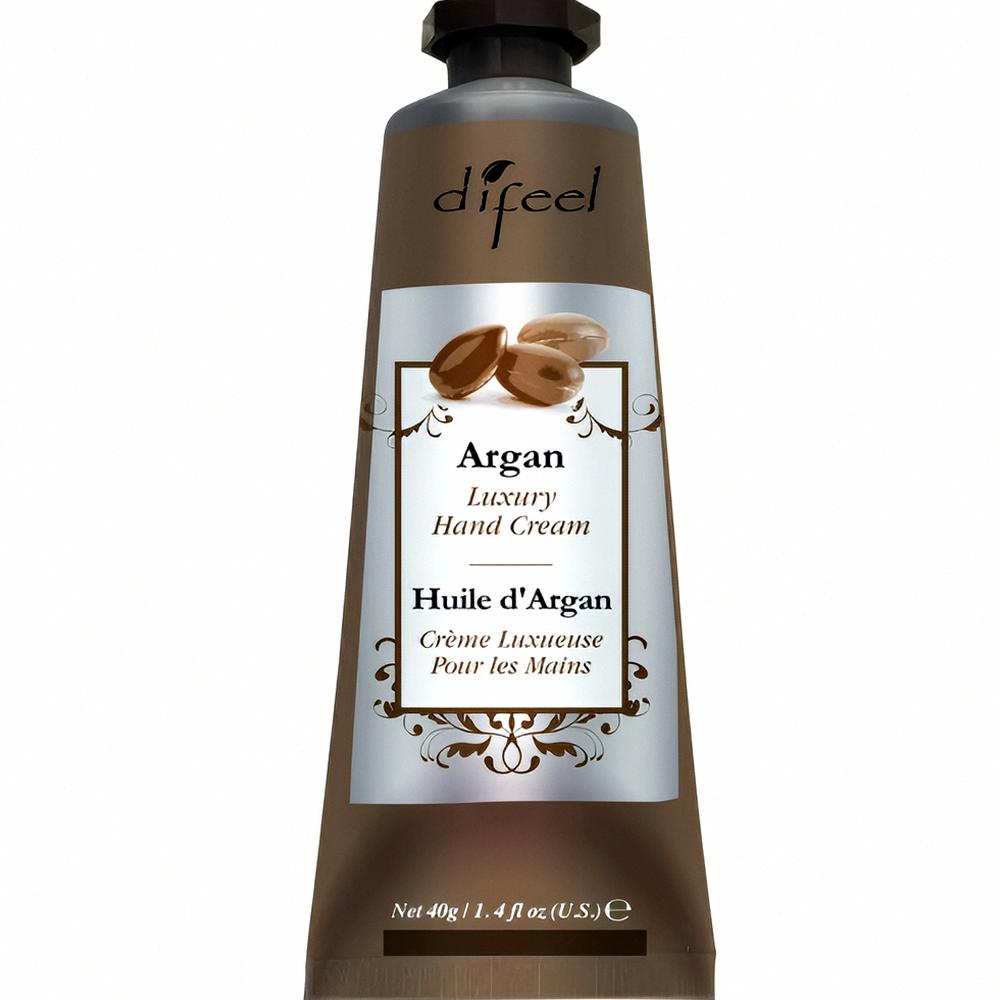 difeel
Argan
Luxury
Hand Cream
Huile d'Argan
Crème Luxueuse
Pour les Mains
Net 40g / 1.4 fl oz (U.S.) ℮